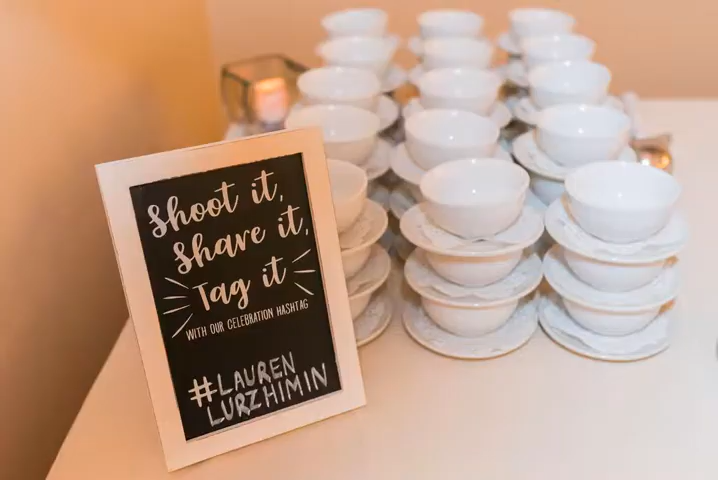 Shoot it,
Share it,
Tag it
WITH OUR CELEBRATION HASHTAG
#LAUREN
LURZHIMIN